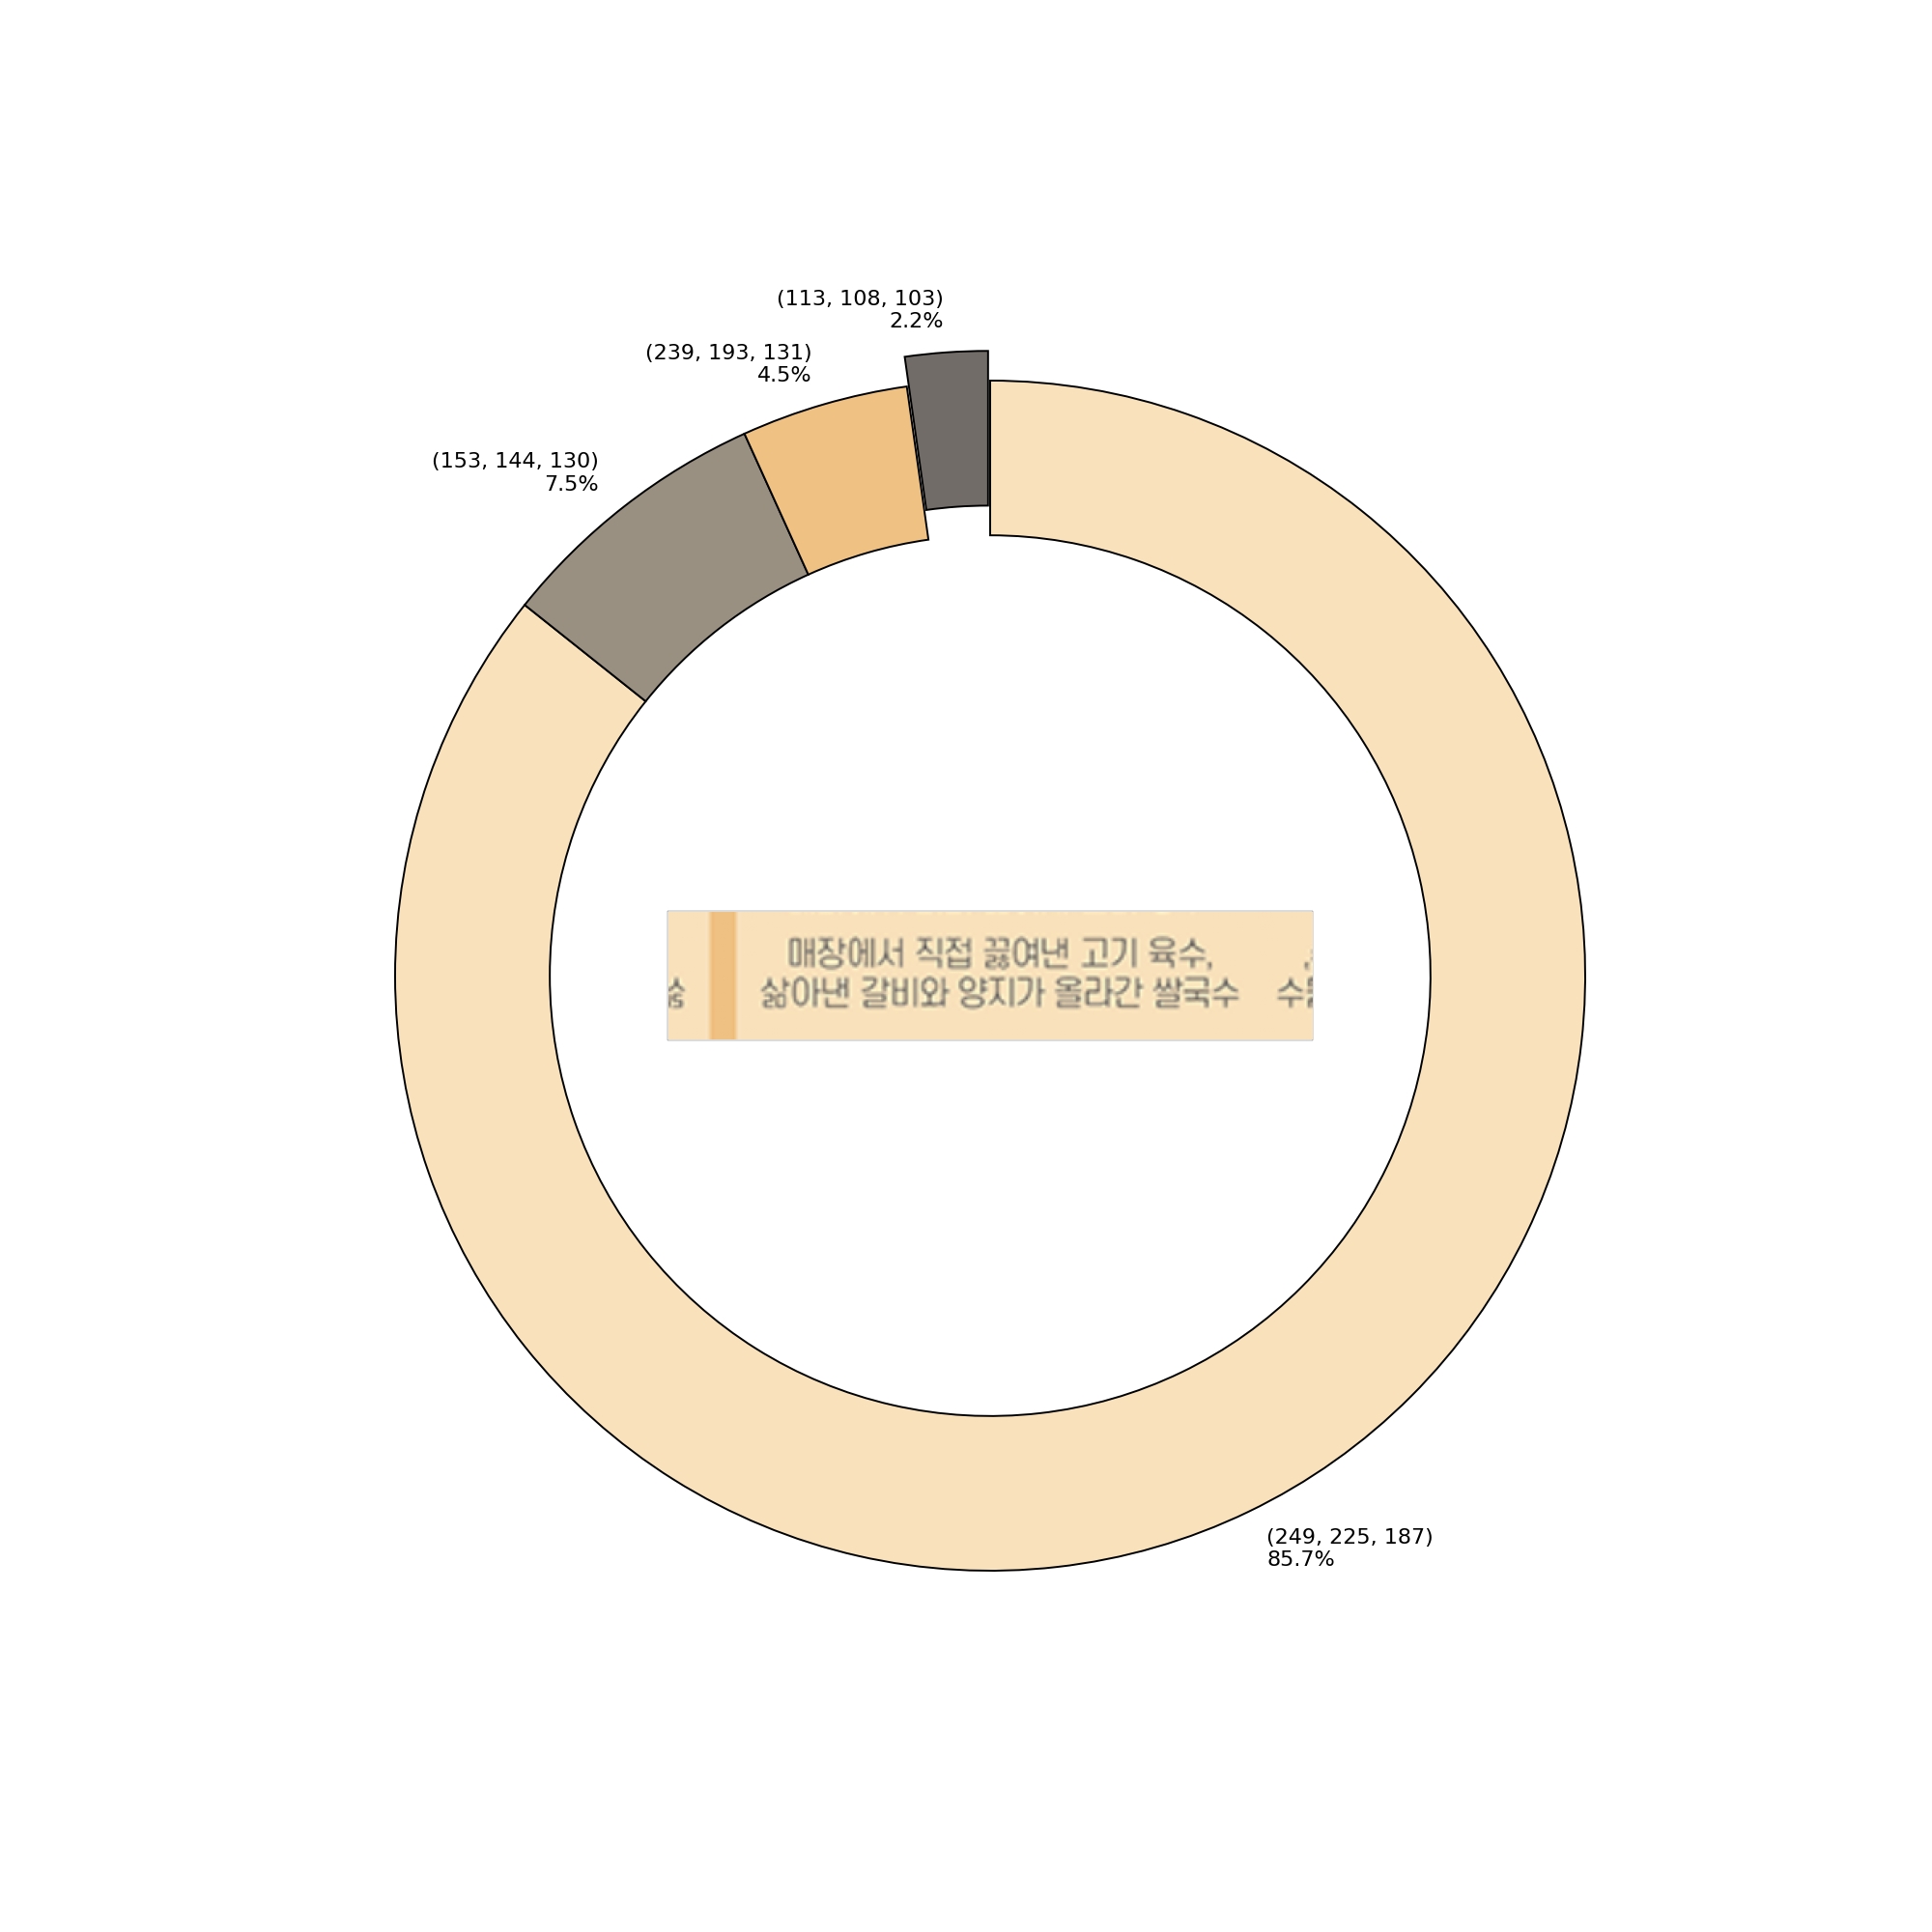 (113, 108, 103)
2.2%
(239, 193, 131)
4.5%
(153, 144, 130)
7.5%
매장에서 직접 끓여낸 고기 육수,
삶아낸 갈비와 양지가 올라간 쌀국수
(249, 225, 187)
85.7%